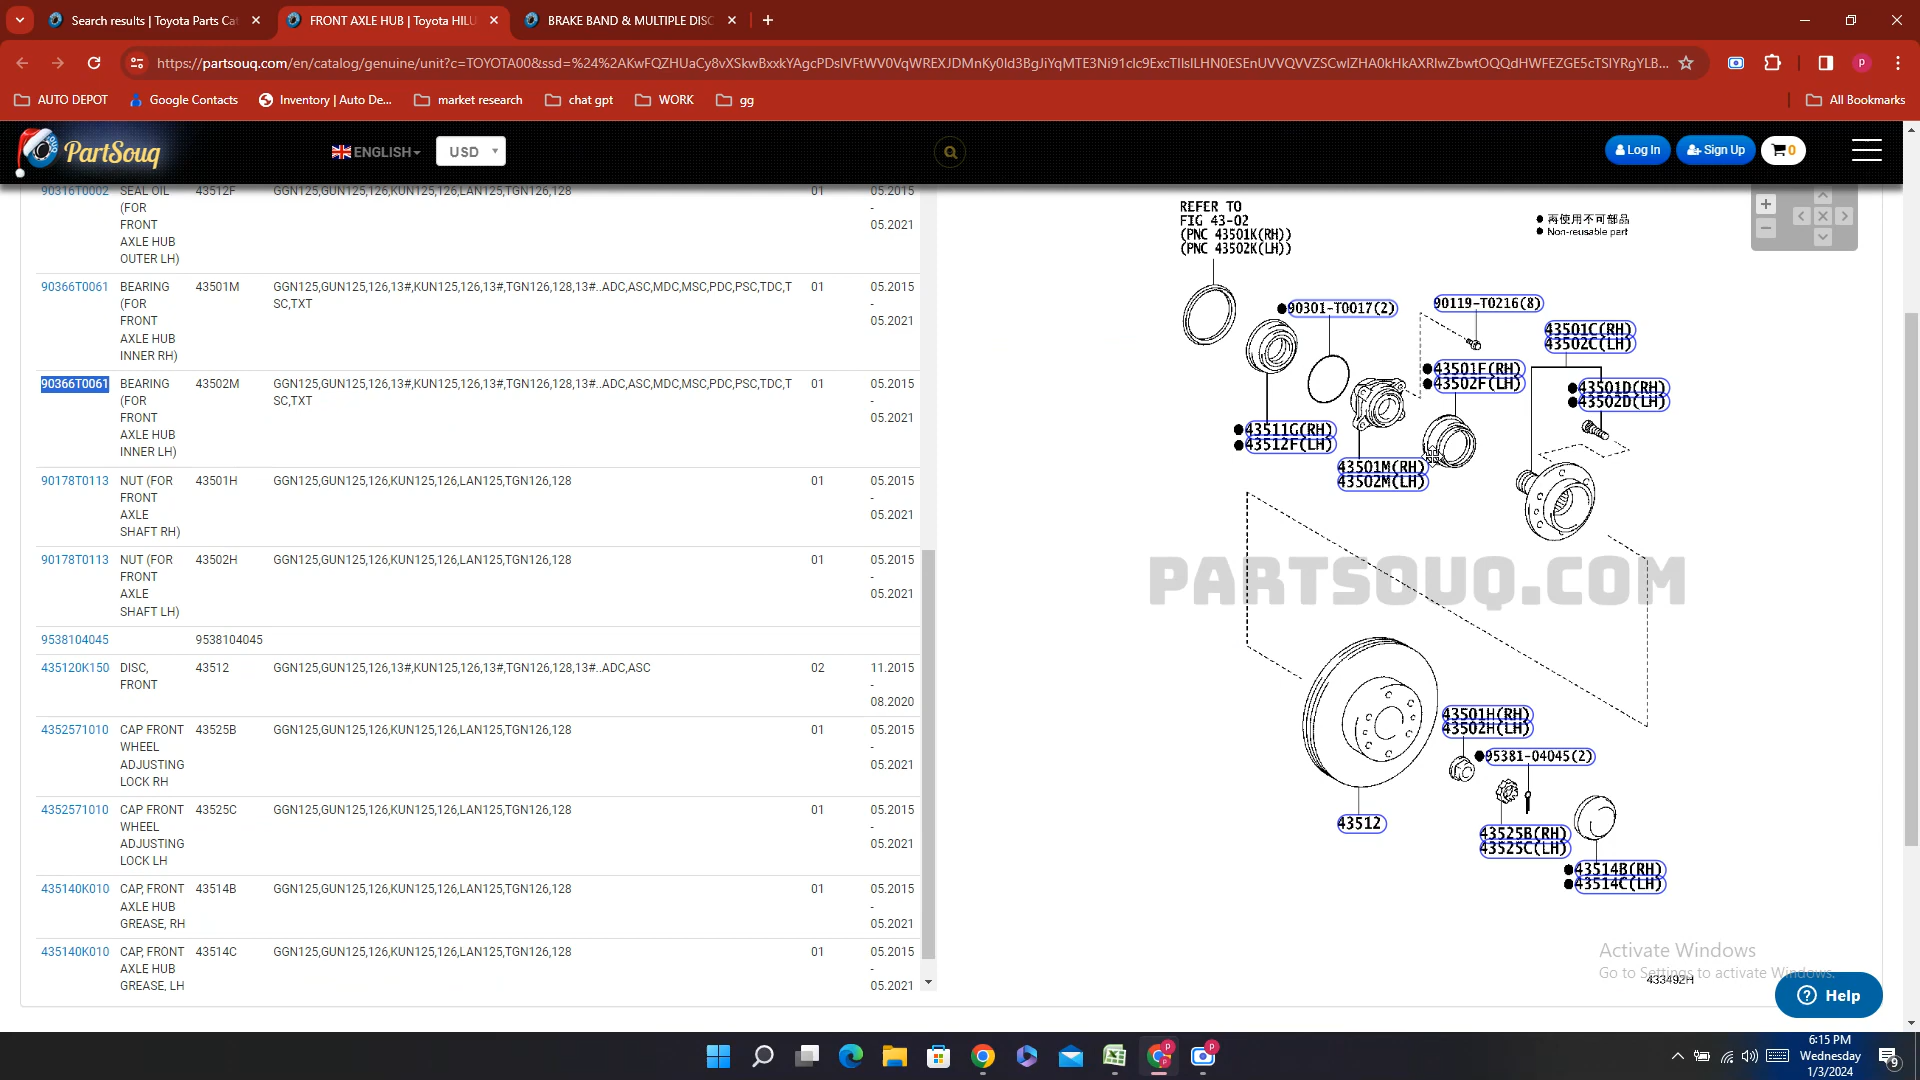 Search results | Toyota Parts Cat
FRONT AXLE HUB | Toyota HILU
BRAKE BAND & MULTIPLE DISC
https://partsouq.com/en/catalog/genuine/unit?c=TOYOTA00&ssd=
AUTO DEPOT
Google Contacts
Inventory | Auto De...
market research
chat gpt
WORK
gg
All Bookmarks
PartSouq
ENGLISH
USD
Log In
Sign Up
0
90316T0002 SEAL OIL (FOR FRONT AXLE HUB OUTER LH) 43512F GGN125,GUN125,126,KUN125,126,LAN125,TGN126,128 01 05.2015 - 05.2021
90366T0061 BEARING (FOR FRONT AXLE HUB INNER RH) 43501M GGN125,GUN125,126,13#,KUN125,126,13#,TGN126,128,13#..ADC,ASC,MDC,MSC,PDC,PSC,TDC,TSC,TXT 01 05.2015 - 05.2021
90366T0061 BEARING (FOR FRONT AXLE HUB INNER LH) 43502M GGN125,GUN125,126,13#,KUN125,126,13#,TGN126,128,13#..ADC,ASC,MDC,MSC,PDC,PSC,TDC,TSC,TXT 01 05.2015 - 05.2021
90178T0113 NUT (FOR FRONT AXLE SHAFT RH) 43501H GGN125,GUN125,126,KUN125,126,LAN125,TGN126,128 01 05.2015 - 05.2021
90178T0113 NUT (FOR FRONT AXLE SHAFT LH) 43502H GGN125,GUN125,126,KUN125,126,LAN125,TGN126,128 01 05.2015 - 05.2021
9538104045 9538104045
435120K150 DISC, FRONT 43512 GGN125,GUN125,126,13#,KUN125,126,13#,TGN126,128,13#..ADC,ASC 02 11.2015 - 08.2020
4352571010 CAP FRONT WHEEL ADJUSTING LOCK RH 43525B GGN125,GUN125,126,KUN125,126,LAN125,TGN126,128 01 05.2015 - 05.2021
4352571010 CAP FRONT WHEEL ADJUSTING LOCK LH 43525C GGN125,GUN125,126,KUN125,126,LAN125,TGN126,128 01 05.2015 - 05.2021
435140K010 CAP, FRONT AXLE HUB GREASE, RH 43514B GGN125,GUN125,126,KUN125,126,LAN125,TGN126,128 01 05.2015 - 05.2021
435140K010 CAP, FRONT AXLE HUB GREASE, LH 43514C GGN125,GUN125,126,KUN125,126,LAN125,TGN126,128 01 05.2015 - 05.2021
REFER TO
FIG 43-02
(PNC 43501K(RH))
(PNC 43502K(LH))
● 再使用不可部品
● Non-reusable part
●90301-T0017(2)
90119-T0216(8)
43501C(RH)
43502C(LH)
●43501F(RH)
●43502F(LH)
●43501D(RH)
●43502D(LH)
●43511G(RH)
●43512F(LH)
43501M(RH)
43502M(LH)
PARTSOUQ.COM
43501H(RH)
43502H(LH)
●95381-04045(2)
43512
43525B(RH)
43525C(LH)
●43514B(RH)
●43514C(LH)
433492H
Activate Windows
Go to Settings to activate Windows.
Help
6:15 PM
Wednesday
1/3/2024
9